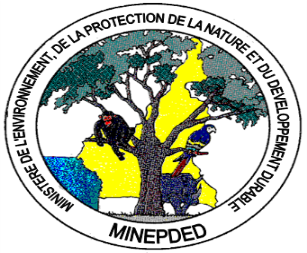 MINISTERE DE L'ENVIRONNEMENT, DE LA PROTECTION DE LA NATURE ET DU DEVELOPPEMENT DURABLE
MINEPDED